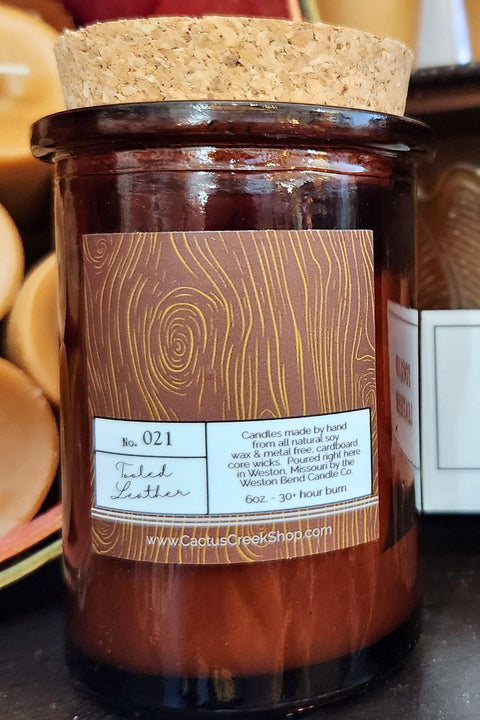 No. 021
Tooled
Leather
Candles made by hand
from all natural soy
wax & metal free, cardboard
core wicks. Poured right here
in Weston, Missouri by the
Weston Bend Candle Co.
6oz. - 30+ hour burn
www.CactusCreekShop.com